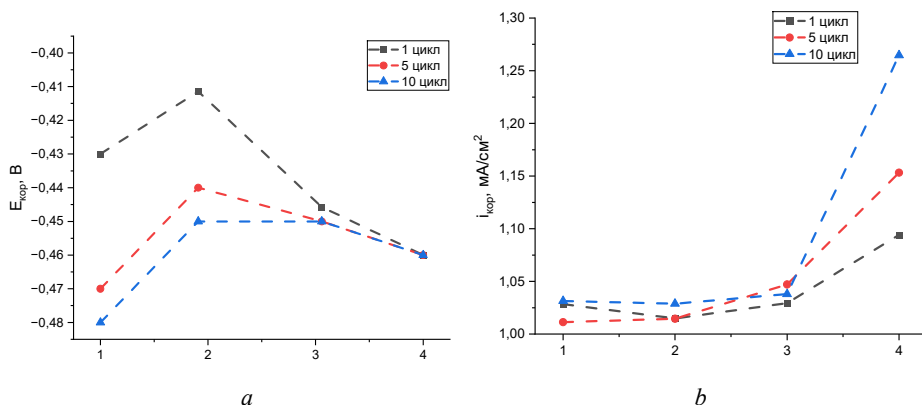 1 цикл
5 цикл
10 цикл
−0,40
−0,41
−0,42
−0,43
−0,44
−0,45
−0,46
−0,47
−0,48
Eкор, В
1
2
3
4
a
1 цикл
5 цикл
10 цикл
1,30
1,25
1,20
1,15
1,10
1,05
1,00
iкор, мА/см²
1
2
3
4
b